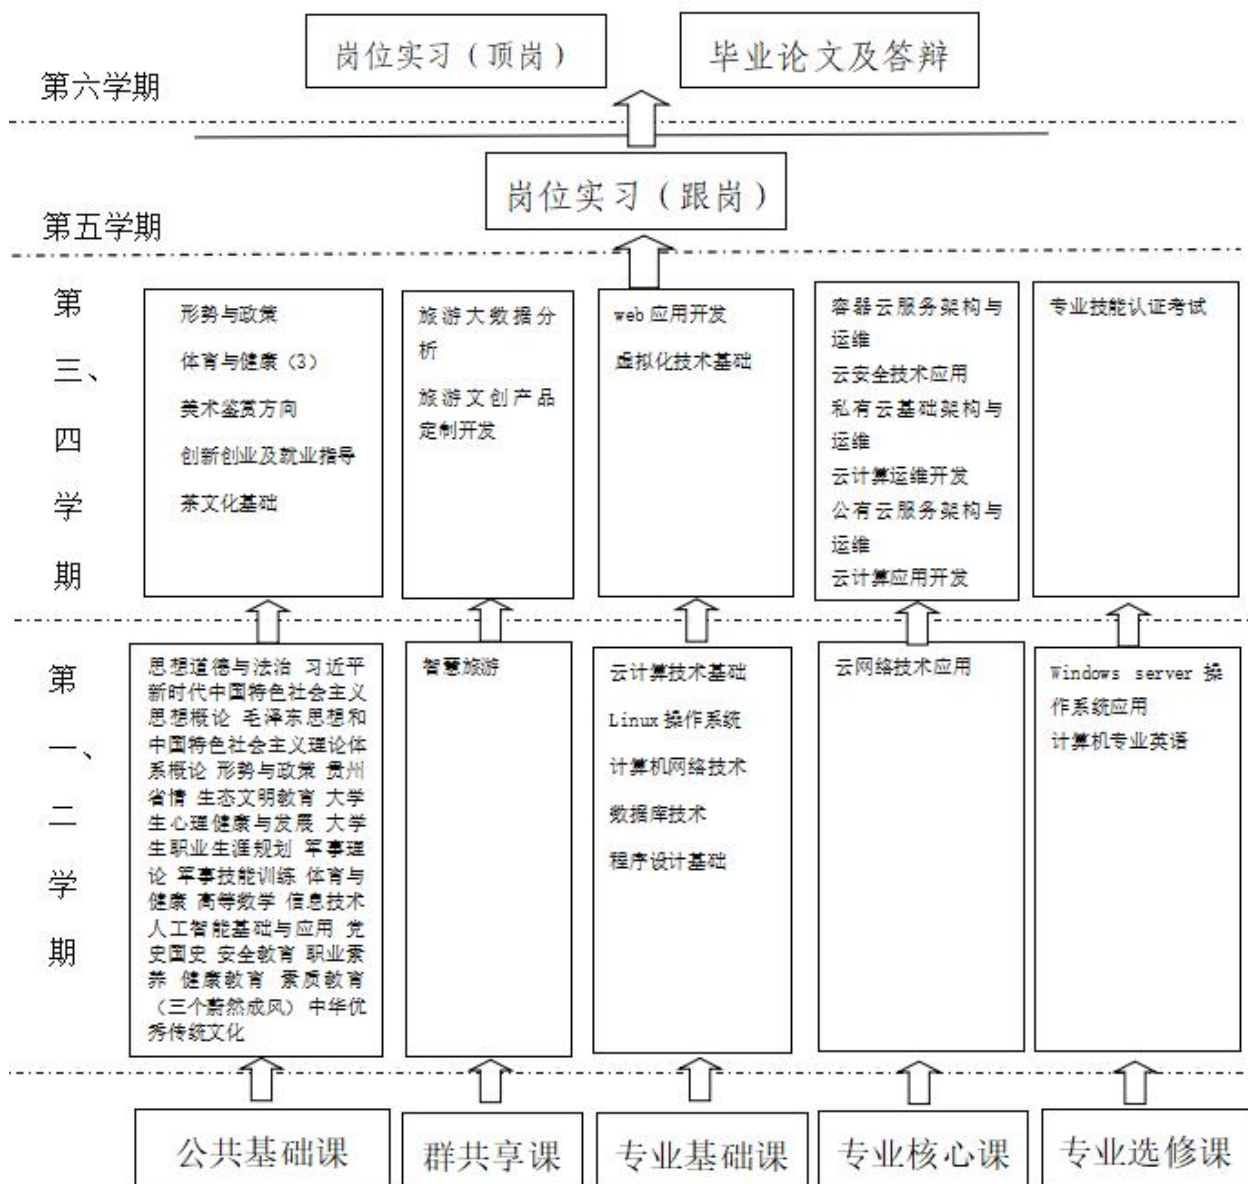 岗位实习（顶岗）
毕业论文及答辩
第六学期
岗位实习（跟岗）
第五学期
第
三、
四
学
期
形势与政策
体育与健康（3）
美术鉴赏方向
创新创业及就业指导
茶文化基础
旅游大数据分
析
旅游文创产品
定制开发
web 应用开发
虚拟化技术基础
容器云服务架构与
运维
云安全技术应用
私有云基础架构与
运维
云计算运维开发
公有云服务架构与
运维
云计算应用开发
专业技能认证考试
第
一、
二
学
期
思想道德与法治 习近平
新时代中国特色社会主义
思想概论 毛泽东思想和
中国特色社会主义理论体
系概论 形势与政策 贵州
省情 生态文明教育 大学
生心理健康与发展 大学
生职业生涯规划 军事理
论 军事技能训练 体育与
健康 高等数学 信息技术
人工智能基础与应用 党
史国史 安全教育 职业素
养 健康教育 素质教育
（三个蔚然成风）中华优
秀传统文化
智慧旅游
云计算技术基础
Linux 操作系统
计算机网络技术
数据库技术
程序设计基础
云网络技术应用
Windows server 操
作系统应用
计算机专业英语
公共基础课
群共享课
专业基础课
专业核心课
专业选修课